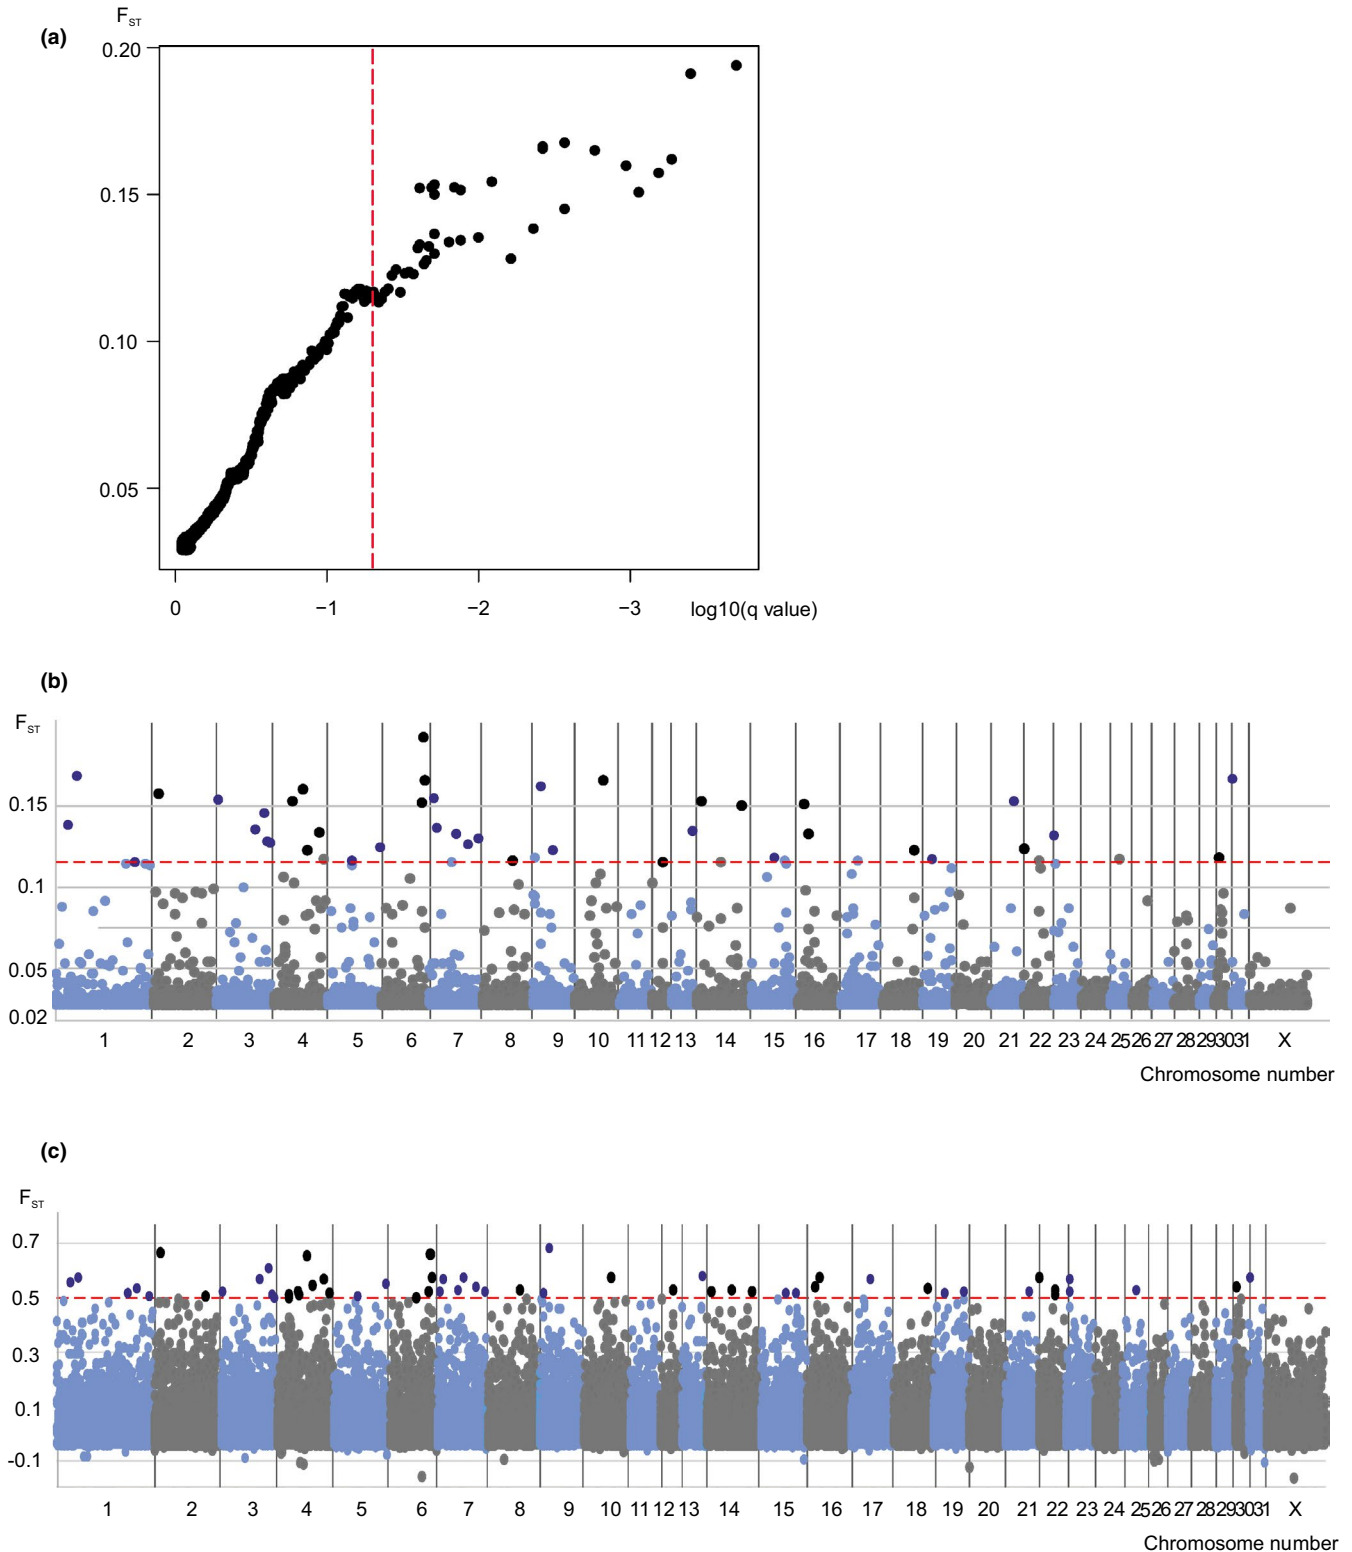 (a)
F_ST
0.20
0.15
0.10
0.05
0 −1 −2 −3 log10(q value)
(b)
F_ST
0.15
0.1
0.05
0.02
1 2 3 4 5 6 7 8 9 10 11 12 13 14 15 16 17 18 19 20 21 22 23 24 25 26 27 28 29 30 31 X
Chromosome number
(c)
F_ST
0.7
0.5
0.3
0.1
-0.1
1 2 3 4 5 6 7 8 9 10 11 12 13 14 15 16 17 18 19 20 21 22 23 24 25 26 27 28 29 30 31 X
Chromosome number